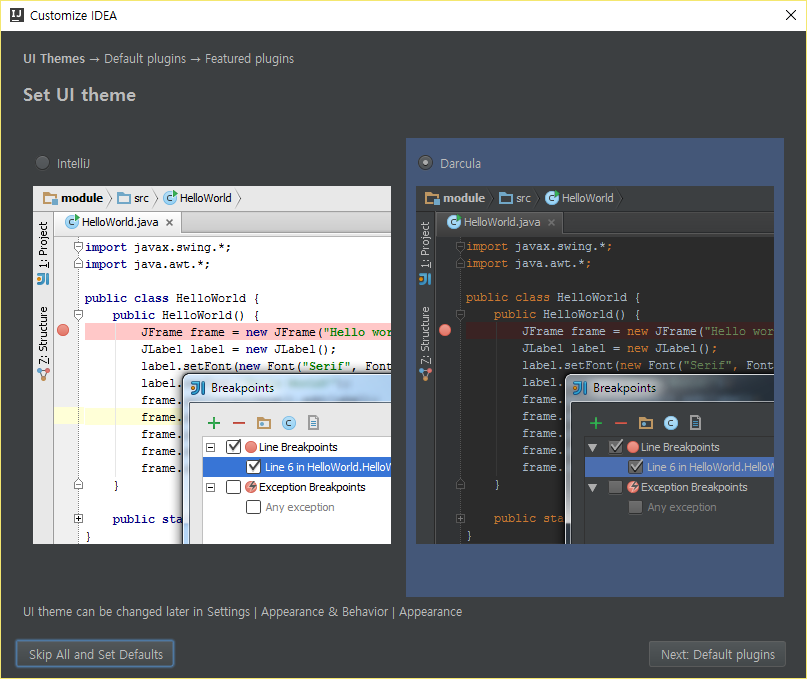 Customize IDEA
UI Themes → Default plugins → Featured plugins
Set UI theme
IntelliJ
module
src
HelloWorld
HelloWorld.java
1: Project
7: Structure
import javax.swing.*;
import java.awt.*;
public class HelloWorld {
public HelloWorld() {
JFrame frame = new JFrame("Hello wor
JLabel label = new JLabel();
label.setFont(new Font("Serif", Font
label.
frame.
frame.
frame.
frame.
frame.
}
public sta
}
Breakpoints
Line Breakpoints
Line 6 in HelloWorld.HelloW
Exception Breakpoints
Any exception
Darcula
module
src
HelloWorld
HelloWorld.java
1: Project
7: Structure
import javax.swing.*;
import java.awt.*;
public class HelloWorld {
public HelloWorld() {
JFrame frame = new JFrame("Hello wor
JLabel label = new JLabel();
label.setFont(new Font("Serif", Font
label.
frame.
frame.
frame.
frame.
frame.
}
public sta
}
Breakpoints
Line Breakpoints
Line 6 in HelloWorld.HelloW
Exception Breakpoints
Any exception
UI theme can be changed later in Settings | Appearance & Behavior | Appearance
Skip All and Set Defaults
Next: Default plugins